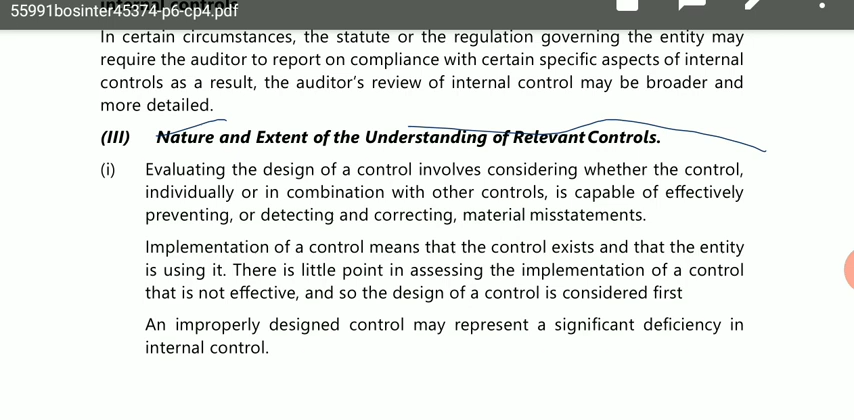 55991bosinter45374-p6-cp4.pdf
internal controls
In certain circumstances, the statute or the regulation governing the entity may
require the auditor to report on compliance with certain specific aspects of internal
controls as a result, the auditor’s review of internal control may be broader and
more detailed.
(III) Nature and Extent of the Understanding of Relevant Controls.
(i) Evaluating the design of a control involves considering whether the control,
individually or in combination with other controls, is capable of effectively
preventing, or detecting and correcting, material misstatements.
Implementation of a control means that the control exists and that the entity
is using it. There is little point in assessing the implementation of a control
that is not effective, and so the design of a control is considered first
An improperly designed control may represent a significant deficiency in
internal control.